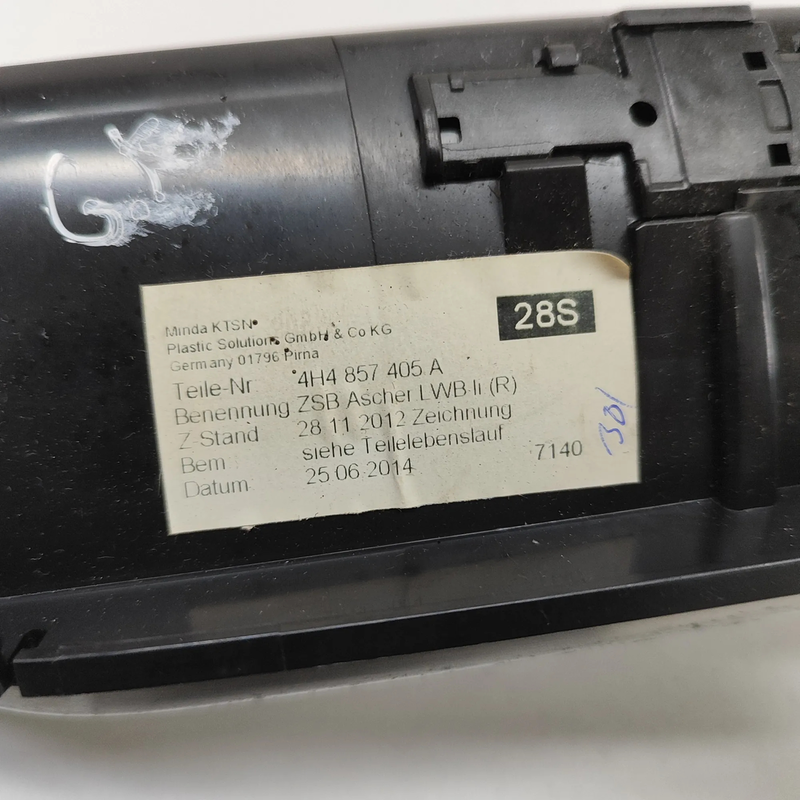 28S
Minda KTSN
Plastic Solutions GmbH & Co KG
Germany 01796 Pirna
Teile-Nr 4H4 857 405 A
Benennung ZSB Ascher LWB li (R)
Z-Stand 28 11 2012 Zeichnung
Bem siehe Teilelebenslauf
Datum 25 06 2014
7140
301